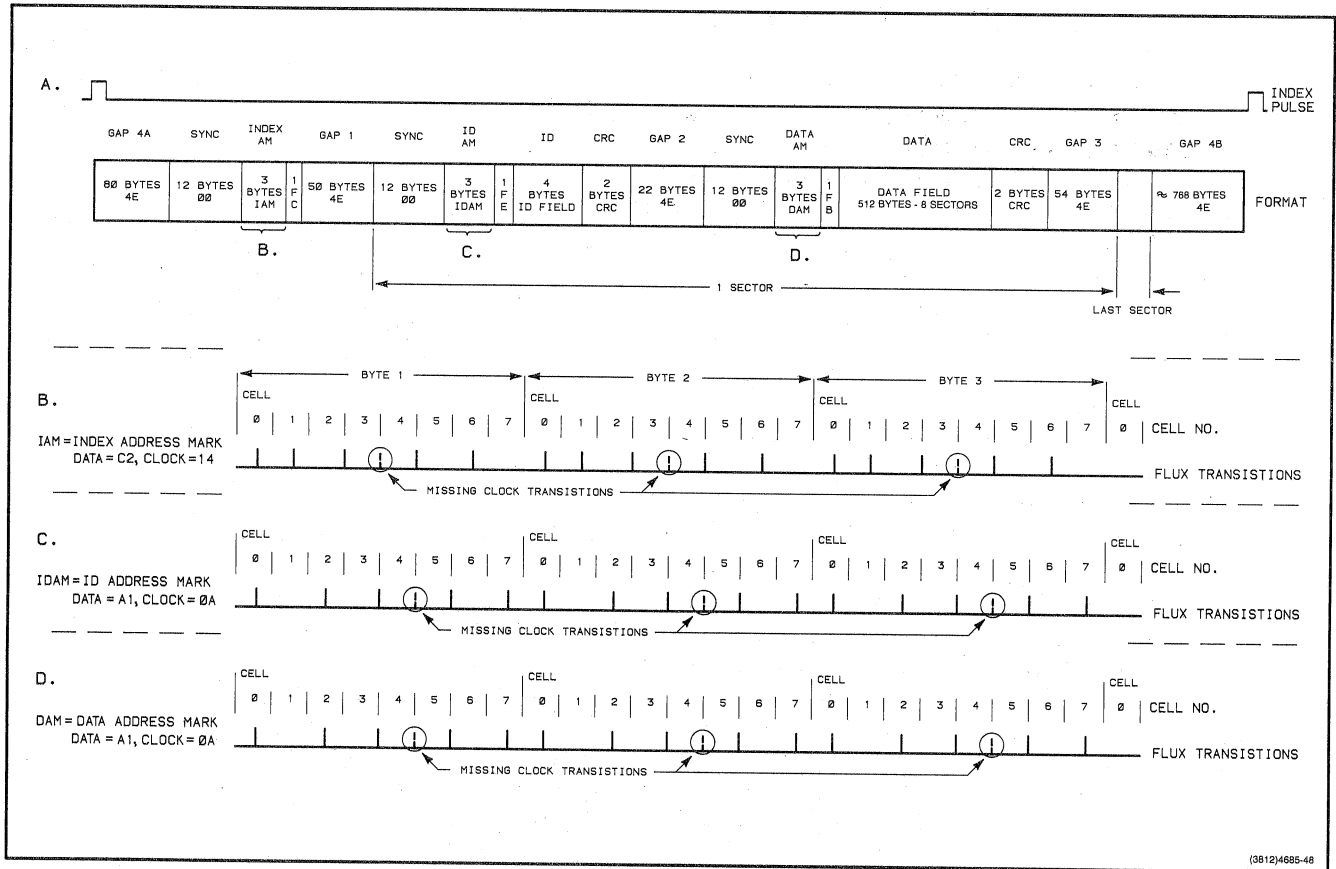 A.
INDEX
PULSE
GAP 4A SYNC INDEX AM GAP 1 SYNC ID AM ID CRC GAP 2 SYNC DATA AM DATA CRC GAP 3 GAP 4B
80 BYTES 4E
12 BYTES 00
3 BYTES IAM
1 F C
50 BYTES 4E
12 BYTES 00
3 BYTES IDAM
1 F E
4 BYTES ID FIELD
2 BYTES CRC
22 BYTES 4E
12 BYTES 00
3 BYTES DAM
1 F B
DATA FIELD 512 BYTES - 8 SECTORS
2 BYTES CRC
54 BYTES 4E
≈ 768 BYTES 4E
FORMAT
B. C. D.
1 SECTOR
LAST SECTOR
BYTE 1 BYTE 2 BYTE 3
B.
CELL CELL CELL CELL
0 1 2 3 4 5 6 7 0 1 2 3 4 5 6 7 0 1 2 3 4 5 6 7 0 CELL NO.
IAM = INDEX ADDRESS MARK
DATA = C2, CLOCK = 14
FLUX TRANSISTIONS
MISSING CLOCK TRANSISTIONS
C.
CELL CELL CELL CELL
0 1 2 3 4 5 6 7 0 1 2 3 4 5 6 7 0 1 2 3 4 5 6 7 0 CELL NO.
IDAM = ID ADDRESS MARK
DATA = A1, CLOCK = 0A
FLUX TRANSISTIONS
MISSING CLOCK TRANSISTIONS
D.
CELL CELL CELL CELL
0 1 2 3 4 5 6 7 0 1 2 3 4 5 6 7 0 1 2 3 4 5 6 7 0 CELL NO.
DAM = DATA ADDRESS MARK
DATA = A1, CLOCK = 0A
FLUX TRANSISTIONS
MISSING CLOCK TRANSISTIONS
(3812)4685-48